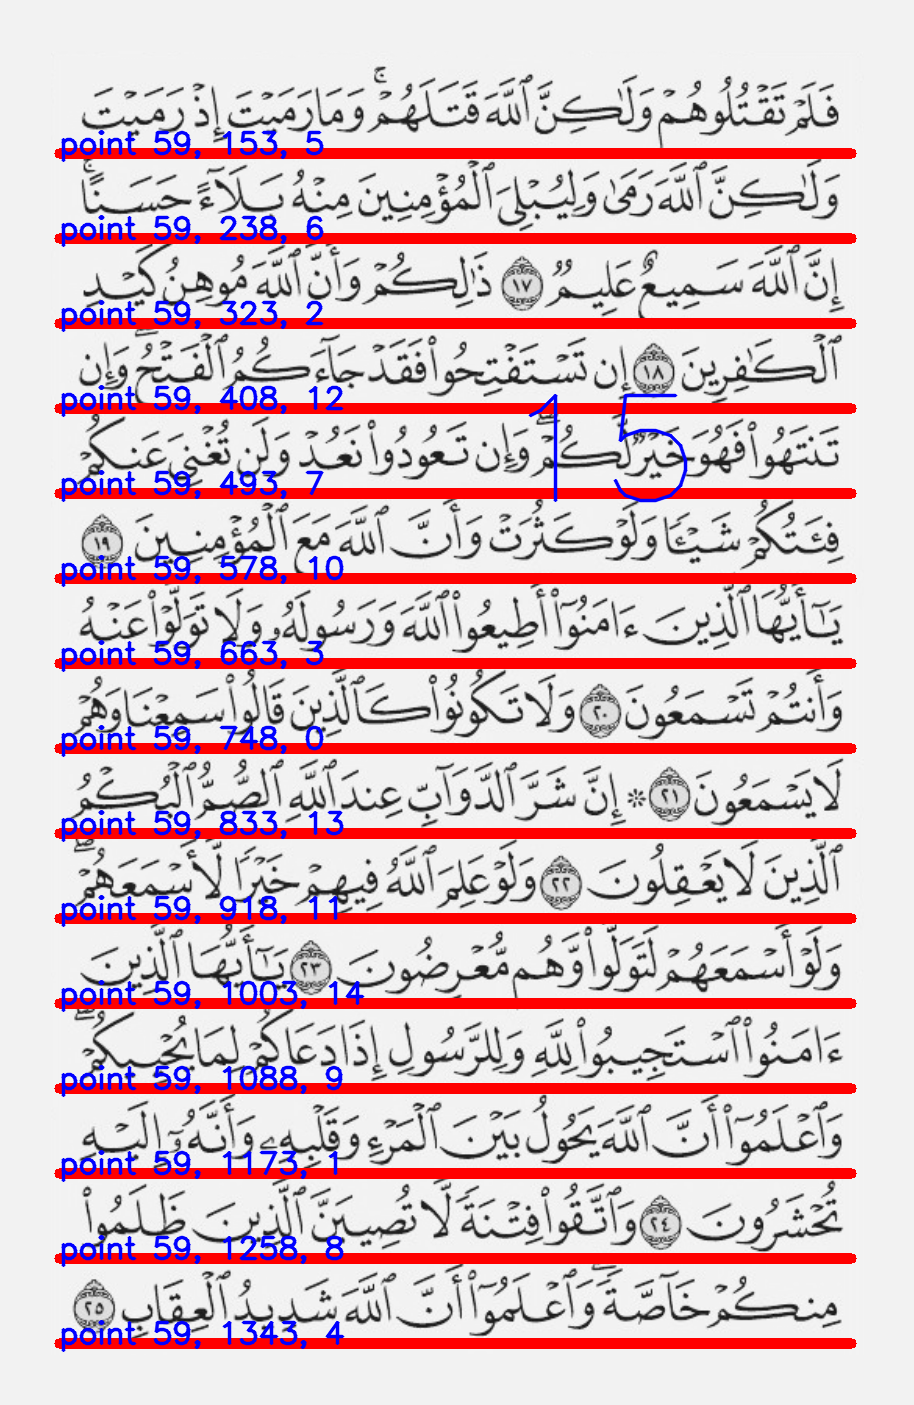 فَلَمْ تَقْتُلُوهُمْ وَلَٰكِنَّ ٱللَّهَ قَتَلَهُمْ ۚ وَمَا رَمَيْتَ إِذْ رَمَيْتَ
point 59, 153, 5
وَلَٰكِنَّ ٱللَّهَ رَمَىٰ وَلِيُبْلِىَ ٱلْمُؤْمِنِينَ مِنْهُ بَلَآءً حَسَنًا ۚ
point 59, 238, 6
إِنَّ ٱللَّهَ سَمِيعٌ عَلِيمٌ ١٧ ذَٰلِكُمْ وَأَنَّ ٱللَّهَ مُوهِنُ كَيْدِ
point 59, 323, 2
ٱلْكَٰفِرِينَ ١٨ إِن تَسْتَفْتِحُوا۟ فَقَدْ جَآءَكُمُ ٱلْفَتْحُ ۖ وَإِن
point 59, 408, 12
تَنتَهُوا۟ فَهُوَ خَيْرٌ لَّكُمْ ۖ وَإِن تَعُودُوا۟ نَعُدْ وَلَن تُغْنِىَ عَنكُمْ
15
point 59, 493, 7
فِئَتُكُمْ شَيْـًٔا وَلَوْ كَثُرَتْ وَأَنَّ ٱللَّهَ مَعَ ٱلْمُؤْمِنِينَ ١٩
point 59, 578, 10
يَٰٓأَيُّهَا ٱلَّذِينَ ءَامَنُوٓا۟ أَطِيعُوا۟ ٱللَّهَ وَرَسُولَهُۥ وَلَا تَوَلَّوْا۟ عَنْهُ
point 59, 663, 3
وَأَنتُمْ تَسْمَعُونَ ٢٠ وَلَا تَكُونُوا۟ كَٱلَّذِينَ قَالُوا۟ سَمِعْنَا وَهُمْ
point 59, 748, 0
لَا يَسْمَعُونَ ٢١ * إِنَّ شَرَّ ٱلدَّوَآبِّ عِندَ ٱللَّهِ ٱلصُّمُّ ٱلْبُكْمُ
point 59, 833, 13
ٱلَّذِينَ لَا يَعْقِلُونَ ٢٢ وَلَوْ عَلِمَ ٱللَّهُ فِيهِمْ خَيْرًا لَّأَسْمَعَهُمْ ۖ
point 59, 918, 11
وَلَوْ أَسْمَعَهُمْ لَتَوَلَّوا۟ وَّهُم مُّعْرِضُونَ ٢٣ يَٰٓأَيُّهَا ٱلَّذِينَ
point 59, 1003, 14
ءَامَنُوا۟ ٱسْتَجِيبُوا۟ لِلَّهِ وَلِلرَّسُولِ إِذَا دَعَاكُمْ لِمَا يُحْيِيكُمْ ۖ
point 59, 1088, 9
وَٱعْلَمُوٓا۟ أَنَّ ٱللَّهَ يَحُولُ بَيْنَ ٱلْمَرْءِ وَقَلْبِهِۦ وَأَنَّهُۥٓ إِلَيْهِ
point 59, 1173, 1
تُحْشَرُونَ ٢٤ وَٱتَّقُوا۟ فِتْنَةً لَّا تُصِيبَنَّ ٱلَّذِينَ ظَلَمُوا۟
point 59, 1258, 8
مِنكُمْ خَآصَّةً ۖ وَٱعْلَمُوٓا۟ أَنَّ ٱللَّهَ شَدِيدُ ٱلْعِقَابِ ٢٥
point 59, 1343, 4